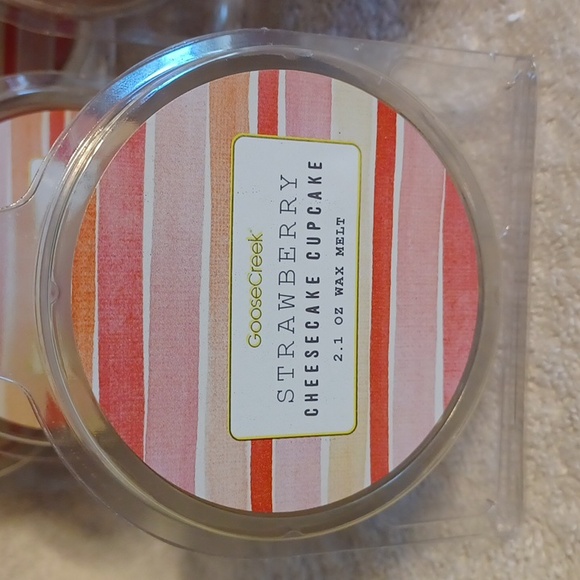 GooseCreek
STRAWBERRY
CHEESECAKE CUPCAKE
2.1 OZ WAX MELT